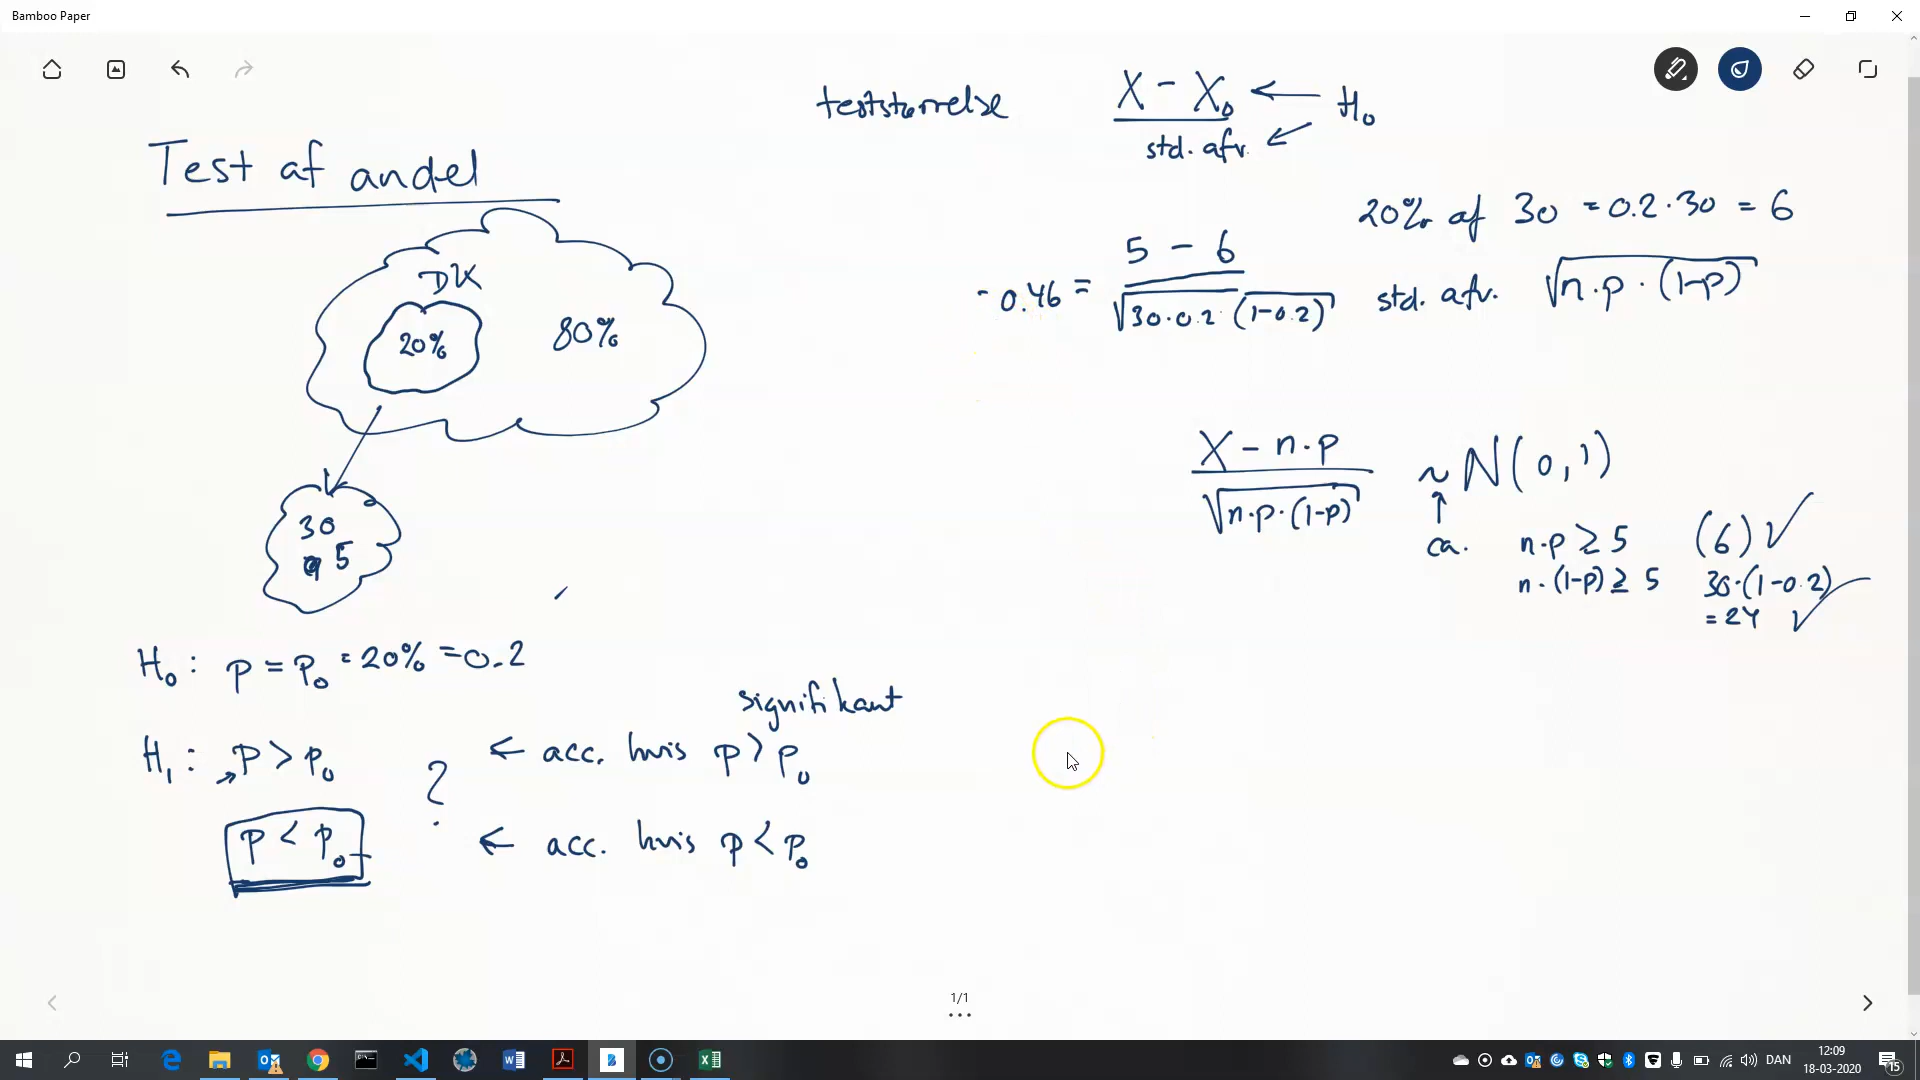 Bamboo Paper
teststørrelse
X - X₀ ← H₀
std. afv.
Test af andel
20% af 30 = 0.2 · 30 = 6
DK
20%
80%
5 - 6
-0.46 =
√30·0.2·(1-0.2)
std. afv. √n·p·(1-p)
X - n·p
√n·p·(1-p)
~ N(0,1)
↑
ca.
n·p ≥ 5 (6) ✓
n·(1-p) ≥ 5 30·(1-0.2)
= 24 ✓
30
5
H₀ : p = p₀ = 20% = 0.2
signifikant
H₁ : p > p₀ ? ← acc. hvis p > p₀
p < p₀ ← acc. hvis p < p₀
1/1
DAN
12:09
18-03-2020
15